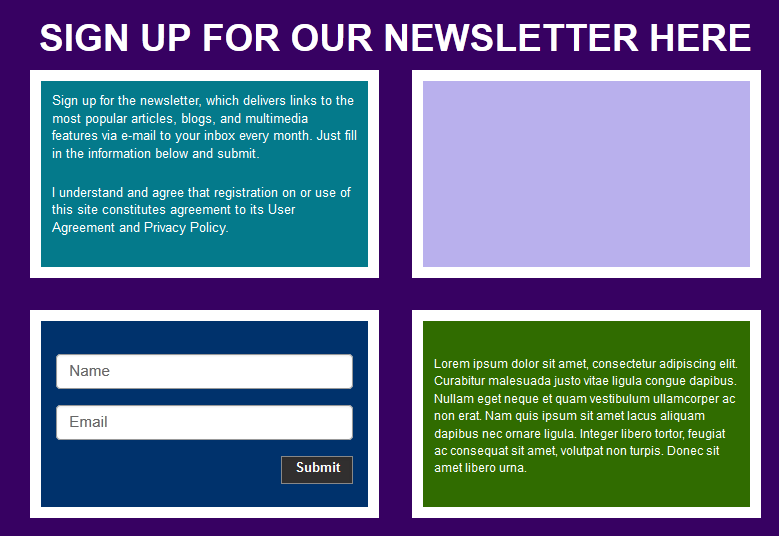 SIGN UP FOR OUR NEWSLETTER HERE
Sign up for the newsletter, which delivers links to the
most popular articles, blogs, and multimedia
features via e-mail to your inbox every month. Just fill
in the information below and submit.
I understand and agree that registration on or use of
this site constitutes agreement to its User
Agreement and Privacy Policy.
Name
Email
Submit
Lorem ipsum dolor sit amet, consectetur adipiscing elit.
Curabitur malesuada justo vitae ligula congue dapibus.
Nullam eget neque et quam vestibulum ullamcorper ac
non erat. Nam quis ipsum sit amet lacus aliquam
dapibus nec ornare ligula. Integer libero tortor, feugiat
ac consequat sit amet, volutpat non turpis. Donec sit
amet libero urna.